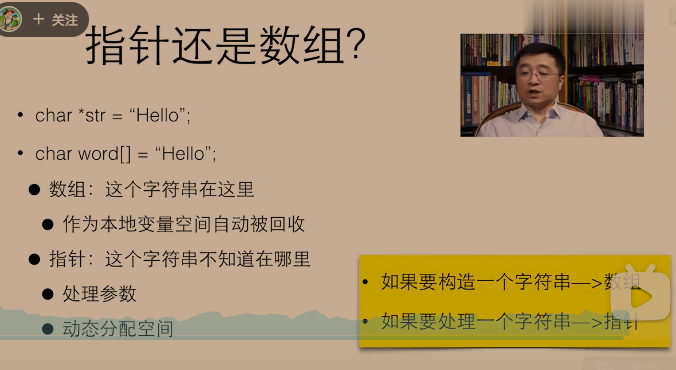 + 关注
指针还是数组?
• char *str = “Hello”;
• char word[] = “Hello”;
● 数组：这个字符串在这里
● 作为本地变量空间自动被回收
● 指针：这个字符串不知道在哪里
● 处理参数
● 动态分配空间
• 如果要构造一个字符串—>数组
• 如果要处理一个字符串—>指针